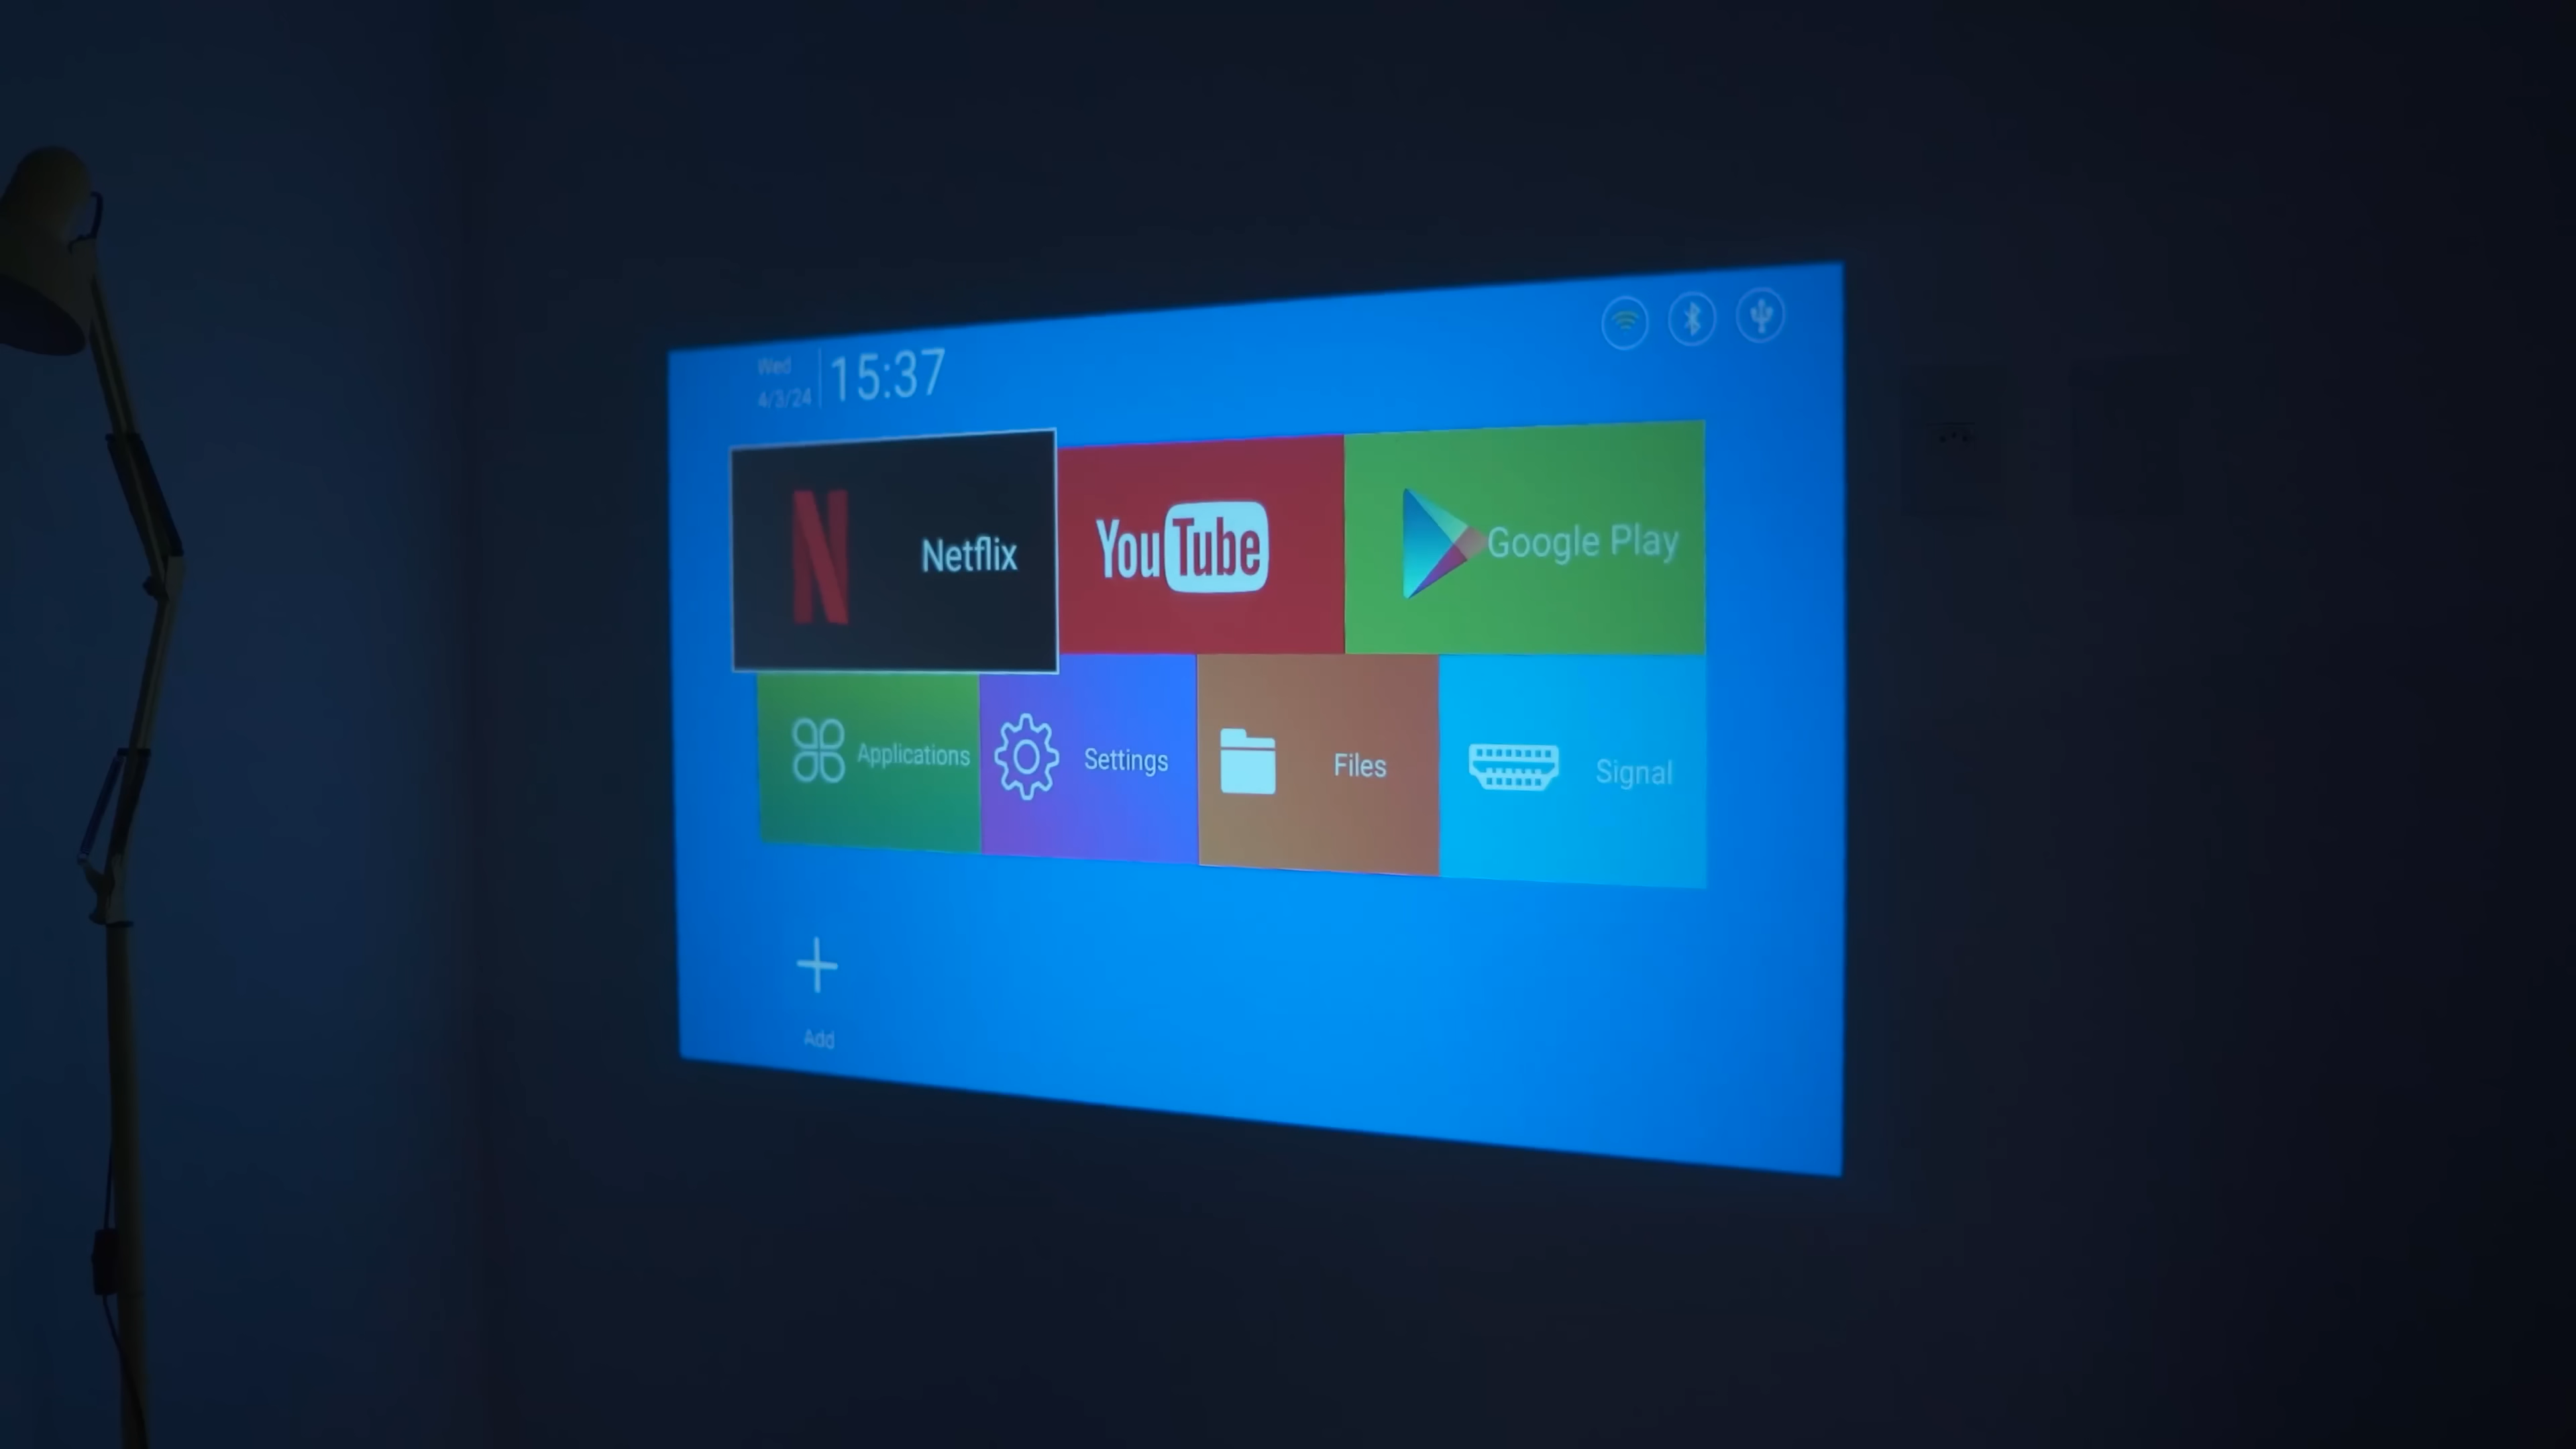 Wed
4/3/24
15:37
Netflix
YouTube
Google Play
Applications
Settings
Files
Signal
Add